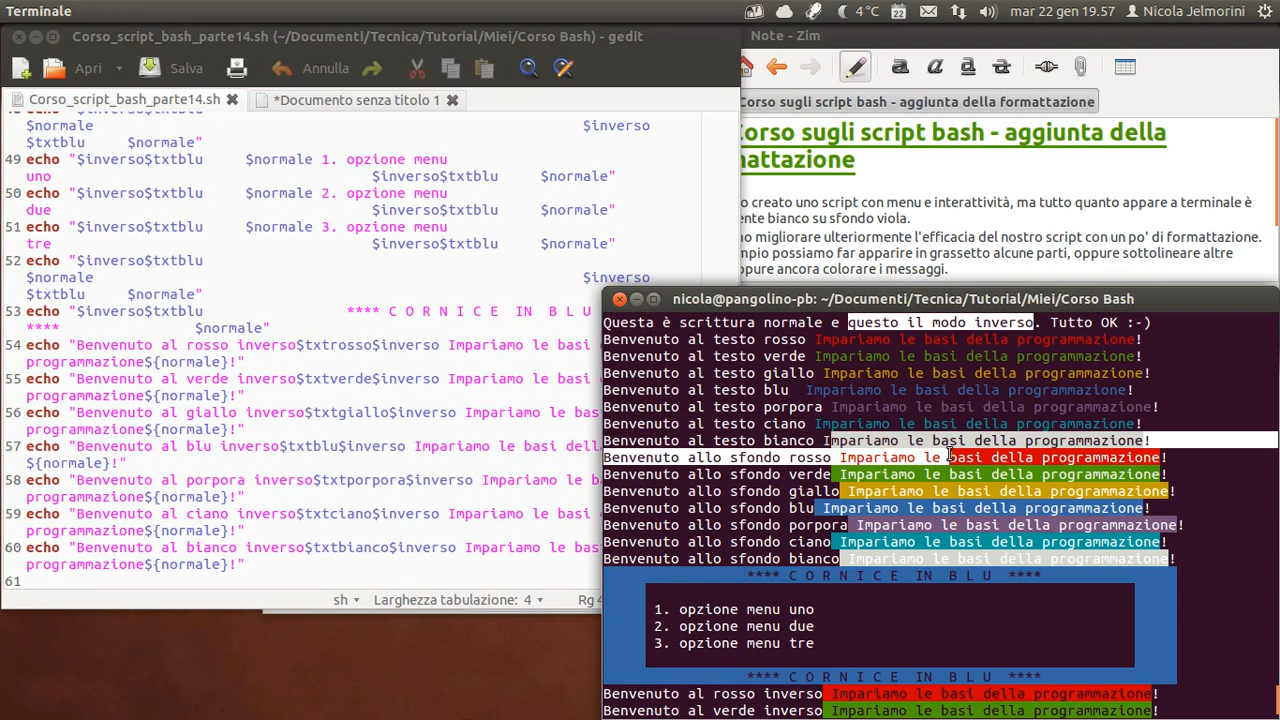 Terminale
4 °C
22
mar 22 gen 19.57
Nicola Jelmorini
Corso_script_bash_parte14.sh (~/Documenti/Tecnica/Tutorial/Miei/Corso Bash) - gedit
Apri
Salva
Annulla
Corso_script_bash_parte14.sh
*Documento senza titolo 1
$normale $inverso
$txtblu $normale"
49 echo "$inverso$txtblu $normale 1. opzione menu
uno $inverso$txtblu $normale"
50 echo "$inverso$txtblu $normale 2. opzione menu
due $inverso$txtblu $normale"
51 echo "$inverso$txtblu $normale 3. opzione menu
tre $inverso$txtblu $normale"
52 echo "$inverso$txtblu
$normale $inverso
$txtblu $normale"
53 echo "$inverso$txtblu **** C O R N I C E IN B L U
**** $normale"
54 echo "Benvenuto al rosso inverso$txtrosso$inverso Impariamo le basi
programmazione${normale}!"
55 echo "Benvenuto al verde inverso$txtverde$inverso Impariamo le basi
programmazione${normale}!"
56 echo "Benvenuto al giallo inverso$txtgiallo$inverso Impariamo le bas
programmazione${normale}!"
57 echo "Benvenuto al blu inverso$txtblu$inverso Impariamo le basi dell
${normale}!"
58 echo "Benvenuto al porpora inverso$txtporpora$inverso Impariamo le b
programmazione${normale}!"
59 echo "Benvenuto al ciano inverso$txtciano$inverso Impariamo le basi
programmazione${normale}!"
60 echo "Benvenuto al bianco inverso$txtbianco$inverso Impariamo le bas
programmazione${normale}!"
61
sh
Larghezza tabulazione: 4
Rg 4
Note - Zim
Corso sugli script bash - aggiunta della formattazione
Corso sugli script bash - aggiunta della
mattazione
o creato uno script con menu e interattività, ma tutto quanto appare a terminale è
ente bianco su sfondo viola.
mo migliorare ulteriormente l'efficacia del nostro script con un po' di formattazione.
mpio possiamo far apparire in grassetto alcune parti, oppure sottolineare altre
oppure ancora colorare i messaggi.
nicola@pangolino-pb: ~/Documenti/Tecnica/Tutorial/Miei/Corso Bash
Questa è scrittura normale e questo il modo inverso. Tutto OK :-)
Benvenuto al testo rosso Impariamo le basi della programmazione!
Benvenuto al testo verde Impariamo le basi della programmazione!
Benvenuto al testo giallo Impariamo le basi della programmazione!
Benvenuto al testo blu Impariamo le basi della programmazione!
Benvenuto al testo porpora Impariamo le basi della programmazione!
Benvenuto al testo ciano Impariamo le basi della programmazione!
Benvenuto al testo bianco Impariamo le basi della programmazione!
Benvenuto allo sfondo rosso Impariamo le basi della programmazione!
Benvenuto allo sfondo verde Impariamo le basi della programmazione!
Benvenuto allo sfondo giallo Impariamo le basi della programmazione!
Benvenuto allo sfondo blu Impariamo le basi della programmazione!
Benvenuto allo sfondo porpora Impariamo le basi della programmazione!
Benvenuto allo sfondo ciano Impariamo le basi della programmazione!
Benvenuto allo sfondo bianco Impariamo le basi della programmazione!
**** C O R N I C E IN B L U ****
1. opzione menu uno
2. opzione menu due
3. opzione menu tre
**** C O R N I C E IN B L U ****
Benvenuto al rosso inverso Impariamo le basi della programmazione!
Benvenuto al verde inverso Impariamo le basi della programmazione!